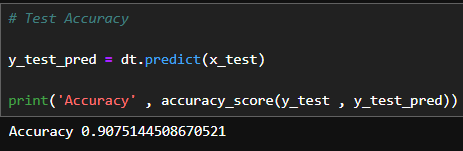 # Test Accuracy
y_test_pred = dt.predict(x_test)
print('Accuracy' , accuracy_score(y_test , y_test_pred))
Accuracy 0.9075144508670521